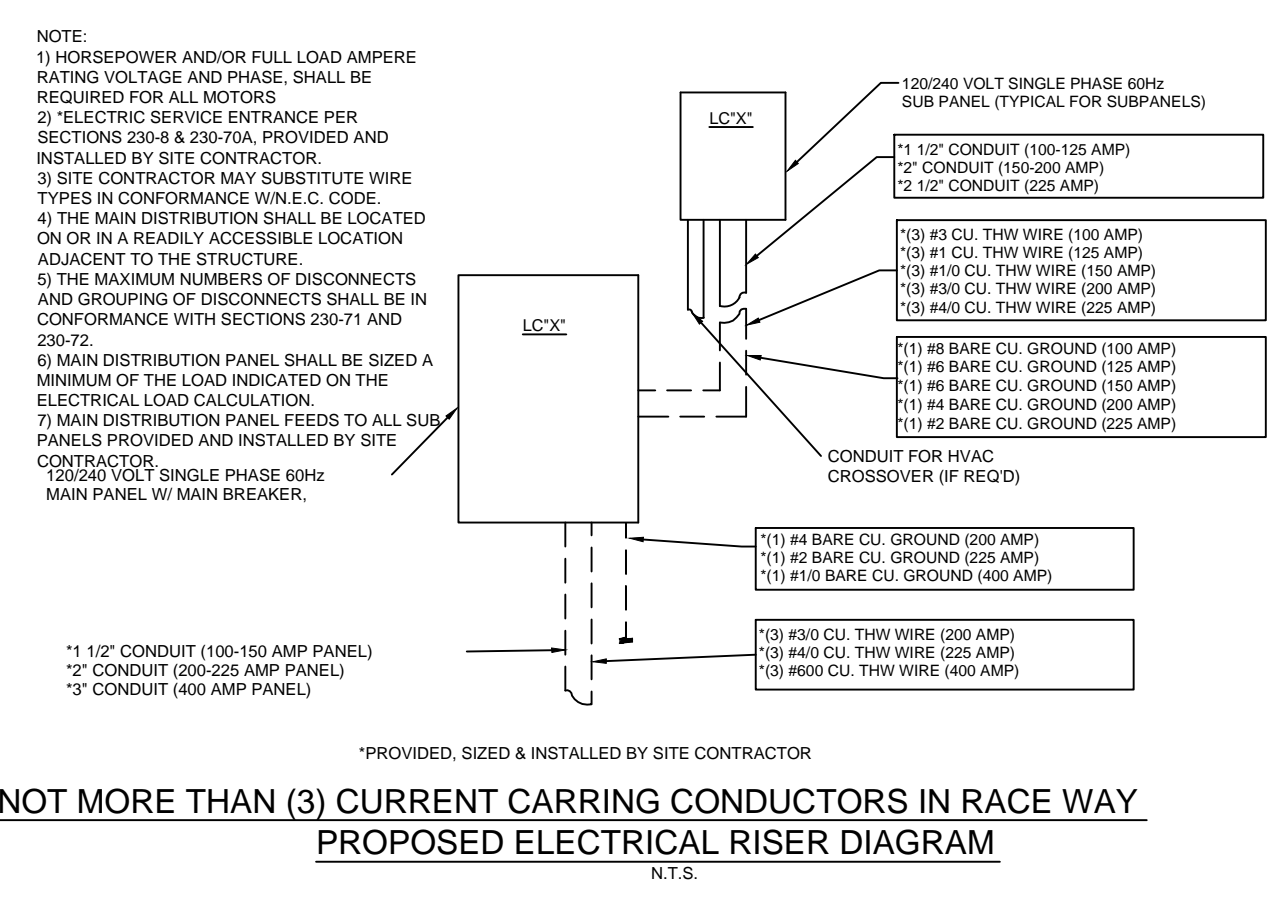 NOTE:
1) HORSEPOWER AND/OR FULL LOAD AMPERE
RATING VOLTAGE AND PHASE, SHALL BE
REQUIRED FOR ALL MOTORS
2) *ELECTRIC SERVICE ENTRANCE PER
SECTIONS 230-8 & 230-70A, PROVIDED AND
INSTALLED BY SITE CONTRACTOR.
3) SITE CONTRACTOR MAY SUBSTITUTE WIRE
TYPES IN CONFORMANCE W/N.E.C. CODE.
4) THE MAIN DISTRIBUTION SHALL BE LOCATED
ON OR IN A READILY ACCESSIBLE LOCATION
ADJACENT TO THE STRUCTURE.
5) THE MAXIMUM NUMBERS OF DISCONNECTS
AND GROUPING OF DISCONNECTS SHALL BE IN
CONFORMANCE WITH SECTIONS 230-71 AND
230-72.
6) MAIN DISTRIBUTION PANEL SHALL BE SIZED A
MINIMUM OF THE LOAD INDICATED ON THE
ELECTRICAL LOAD CALCULATION.
7) MAIN DISTRIBUTION PANEL FEEDS TO ALL SUB
PANELS PROVIDED AND INSTALLED BY SITE
CONTRACTOR.
120/240 VOLT SINGLE PHASE 60Hz
MAIN PANEL W/ MAIN BREAKER,
LC"X"
LC"X"
120/240 VOLT SINGLE PHASE 60Hz
SUB PANEL (TYPICAL FOR SUBPANELS)
*1 1/2" CONDUIT (100-125 AMP)
*2" CONDUIT (150-200 AMP)
*2 1/2" CONDUIT (225 AMP)
*(3) #3 CU. THW WIRE (100 AMP)
*(3) #1 CU. THW WIRE (125 AMP)
*(3) #1/0 CU. THW WIRE (150 AMP)
*(3) #3/0 CU. THW WIRE (200 AMP)
*(3) #4/0 CU. THW WIRE (225 AMP)
*(1) #8 BARE CU. GROUND (100 AMP)
*(1) #6 BARE CU. GROUND (125 AMP)
*(1) #6 BARE CU. GROUND (150 AMP)
*(1) #4 BARE CU. GROUND (200 AMP)
*(1) #2 BARE CU. GROUND (225 AMP)
CONDUIT FOR HVAC
CROSSOVER (IF REQ'D)
*(1) #4 BARE CU. GROUND (200 AMP)
*(1) #2 BARE CU. GROUND (225 AMP)
*(1) #1/0 BARE CU. GROUND (400 AMP)
*1 1/2" CONDUIT (100-150 AMP PANEL)
*2" CONDUIT (200-225 AMP PANEL)
*3" CONDUIT (400 AMP PANEL)
*(3) #3/0 CU. THW WIRE (200 AMP)
*(3) #4/0 CU. THW WIRE (225 AMP)
*(3) #600 CU. THW WIRE (400 AMP)
*PROVIDED, SIZED & INSTALLED BY SITE CONTRACTOR
NOT MORE THAN (3) CURRENT CARRING CONDUCTORS IN RACE WAY
PROPOSED ELECTRICAL RISER DIAGRAM
N.T.S.